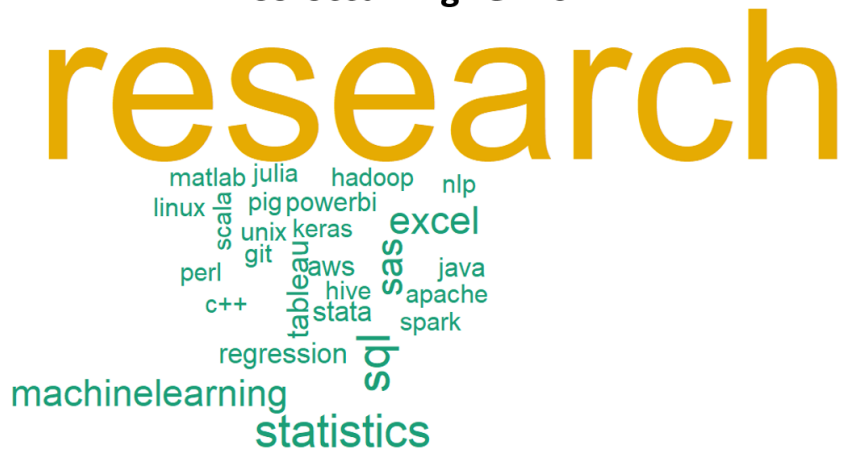 research
matlab julia hadoop nlp
linux scala pig powerbi
unix keras excel
git
perl tableau aws sas java
c++ hive apache
stata spark
regression sql
machinelearning
statistics